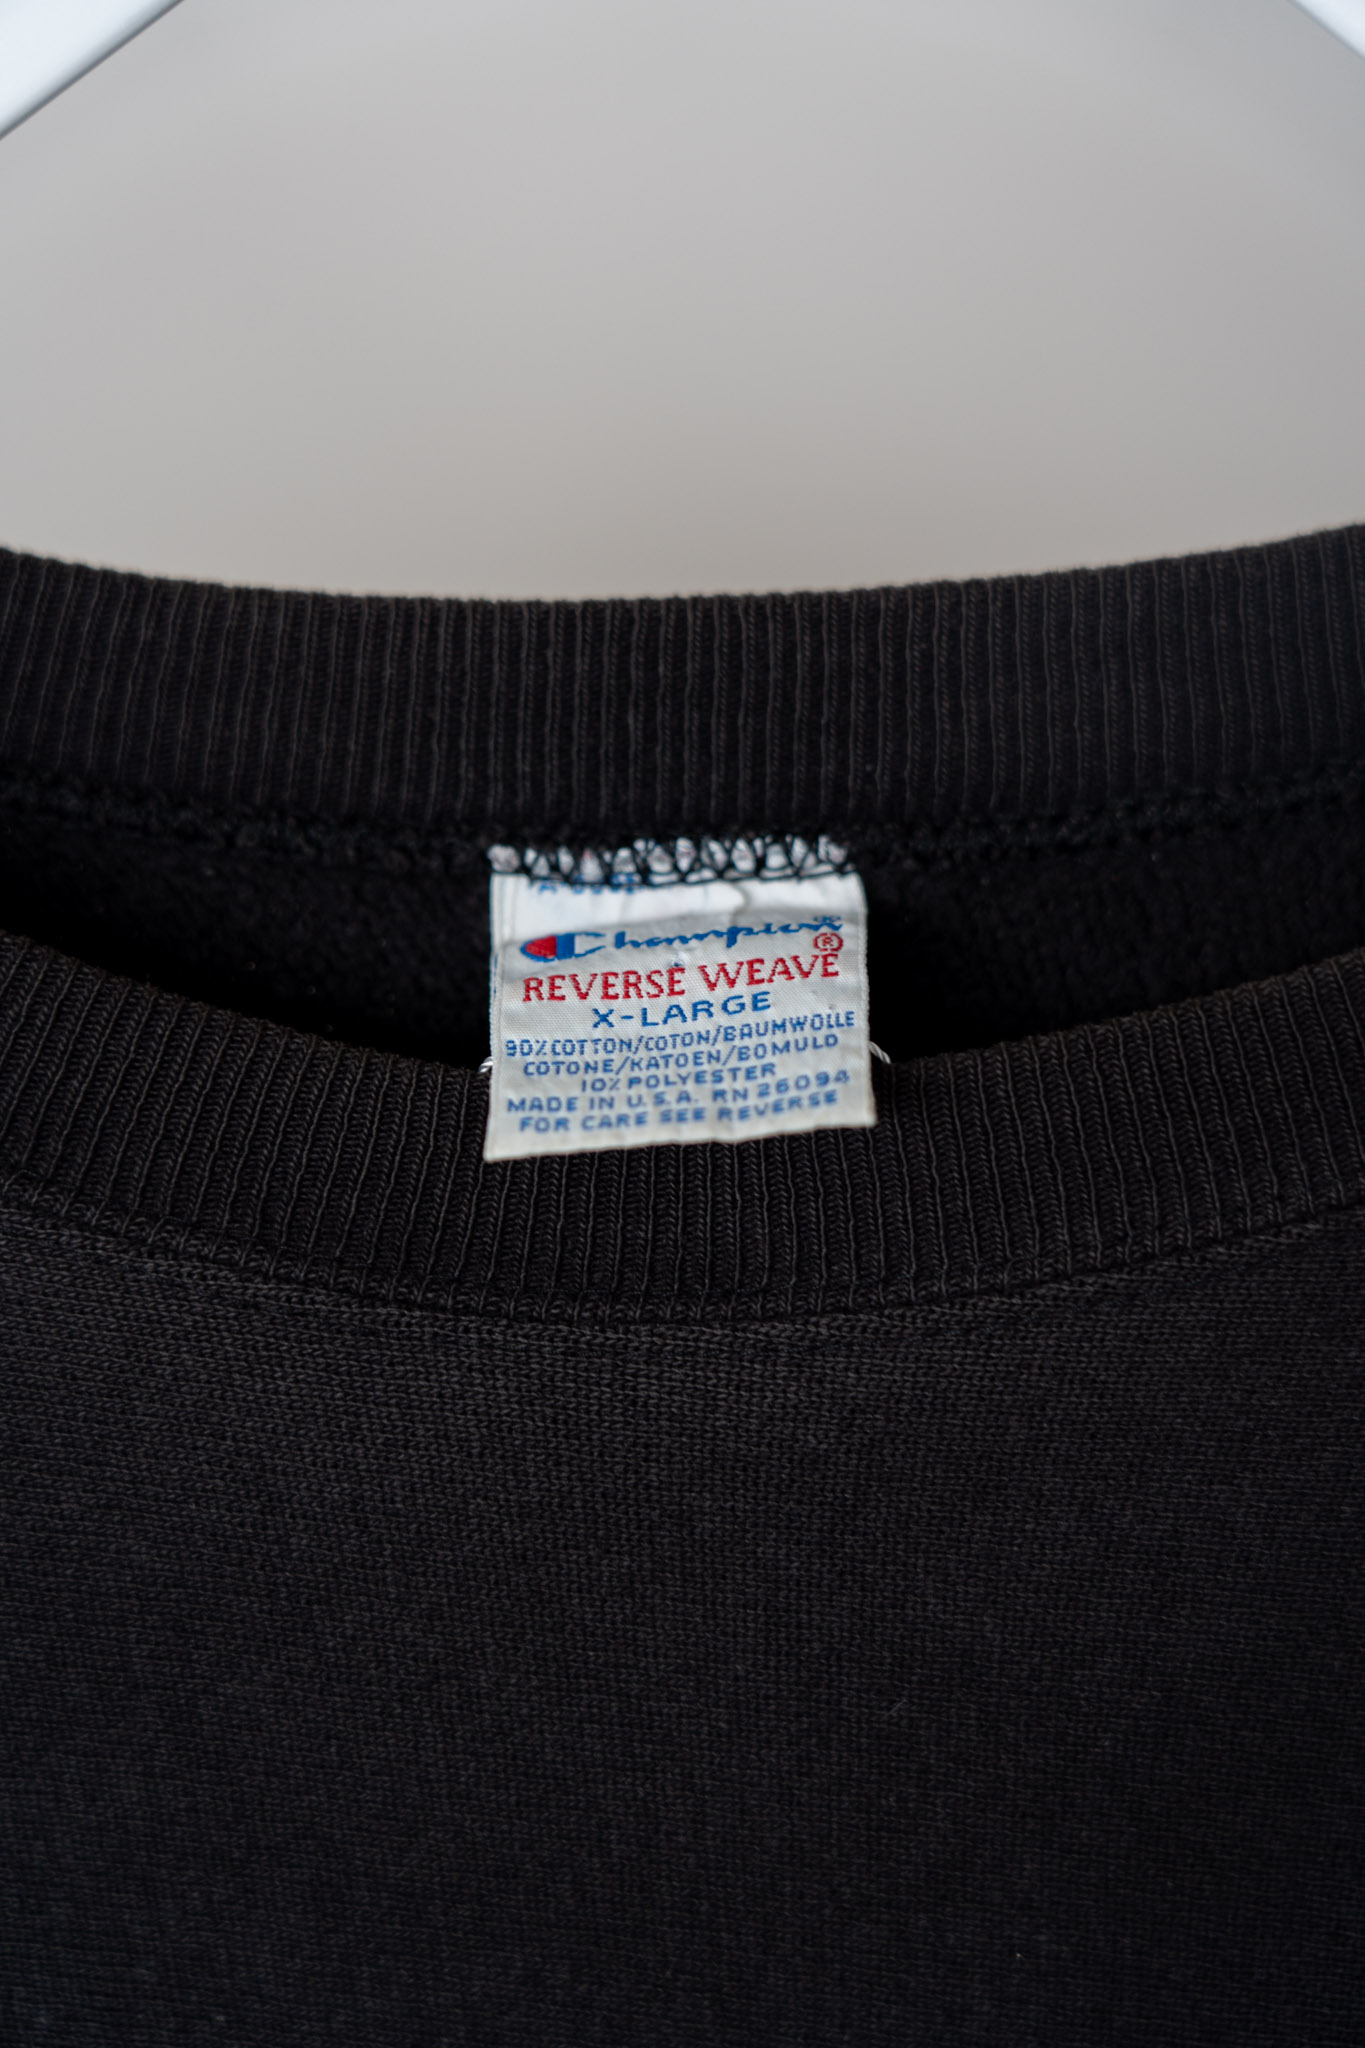 Champion
REVERSE WEAVE®
X-LARGE
90% COTTON/COTON/BAUMWOLLE
COTONE/KATOEN/BOMULD
10% POLYESTER
MADE IN U.S.A. RN 26094
FOR CARE SEE REVERSE